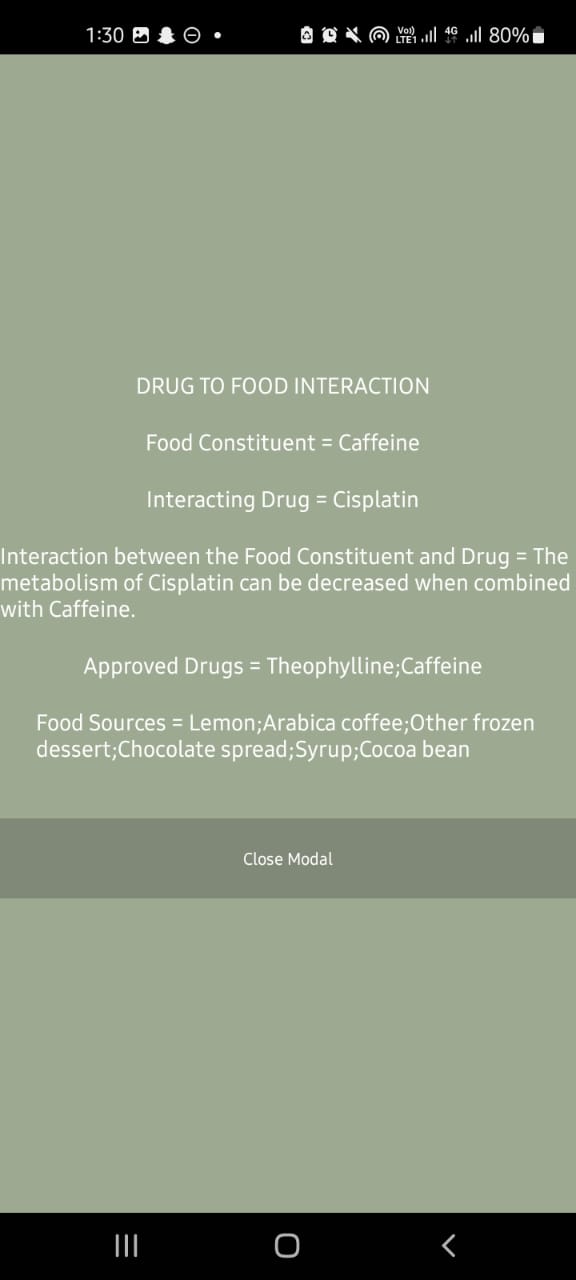 1:30
Vo))
LTE1
4G
80%
DRUG TO FOOD INTERACTION
Food Constituent = Caffeine
Interacting Drug = Cisplatin
Interaction between the Food Constituent and Drug = The
metabolism of Cisplatin can be decreased when combined
with Caffeine.
Approved Drugs = Theophylline;Caffeine
Food Sources = Lemon;Arabica coffee;Other frozen
dessert;Chocolate spread;Syrup;Cocoa bean
Close Modal